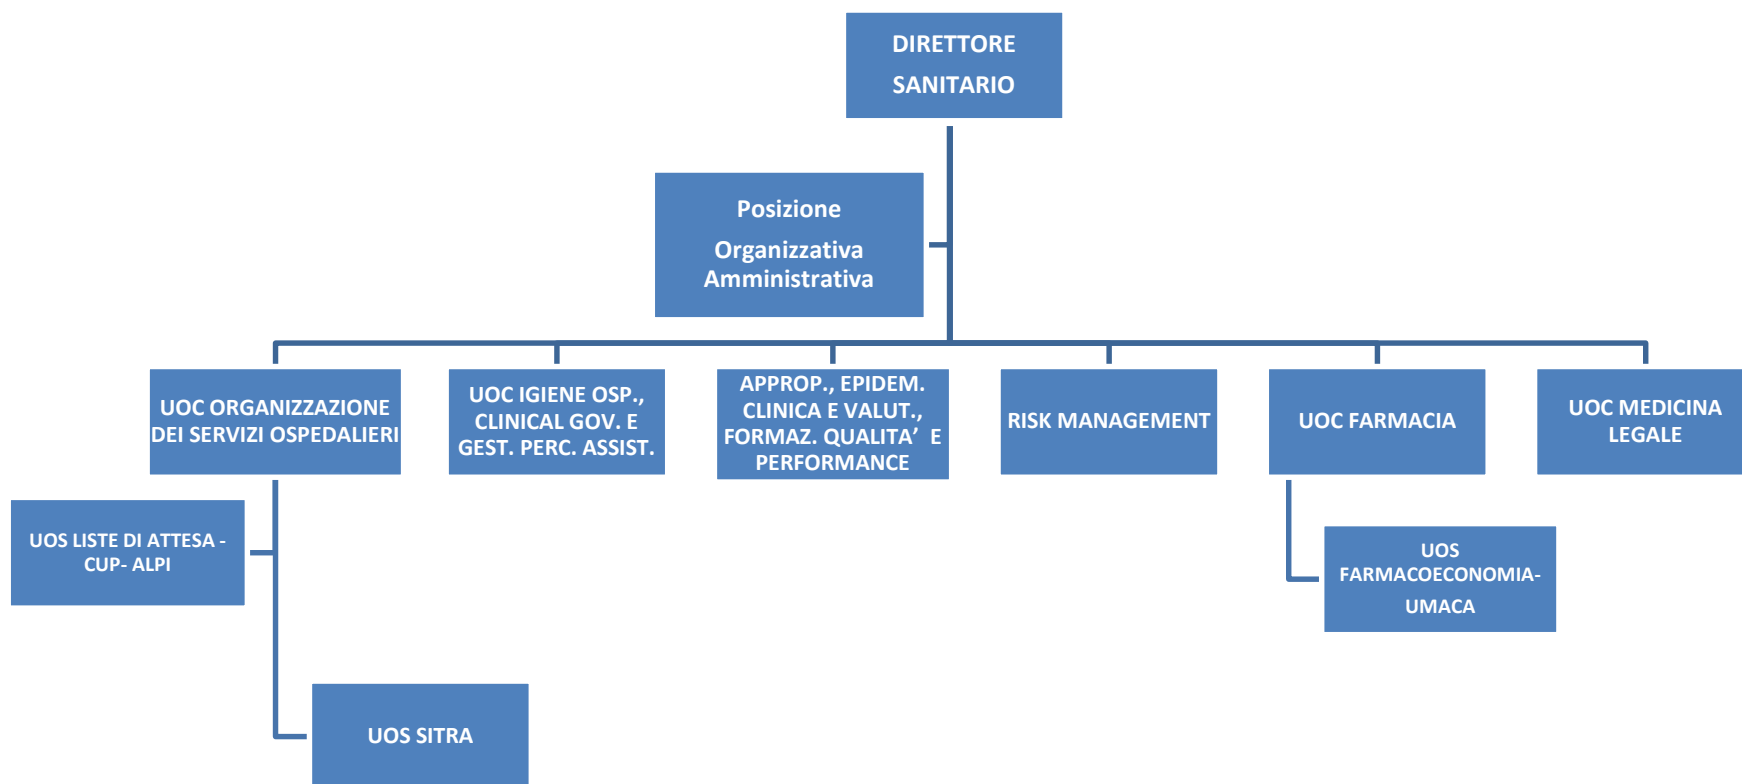 DIRETTORE
SANITARIO
Posizione
Organizzativa
Amministrativa
UOC ORGANIZZAZIONE
DEI SERVIZI OSPEDALIERI
UOC IGIENE OSP.,
CLINICAL GOV. E
GEST. PERC. ASSIST.
APPROP., EPIDEM.
CLINICA E VALUT.,
FORMAZ. QUALITA’ E
PERFORMANCE
RISK MANAGEMENT
UOC FARMACIA
UOC MEDICINA
LEGALE
UOS LISTE DI ATTESA -
CUP- ALPI
UOS
FARMACOECONOMIA-
UMACA
UOS SITRA